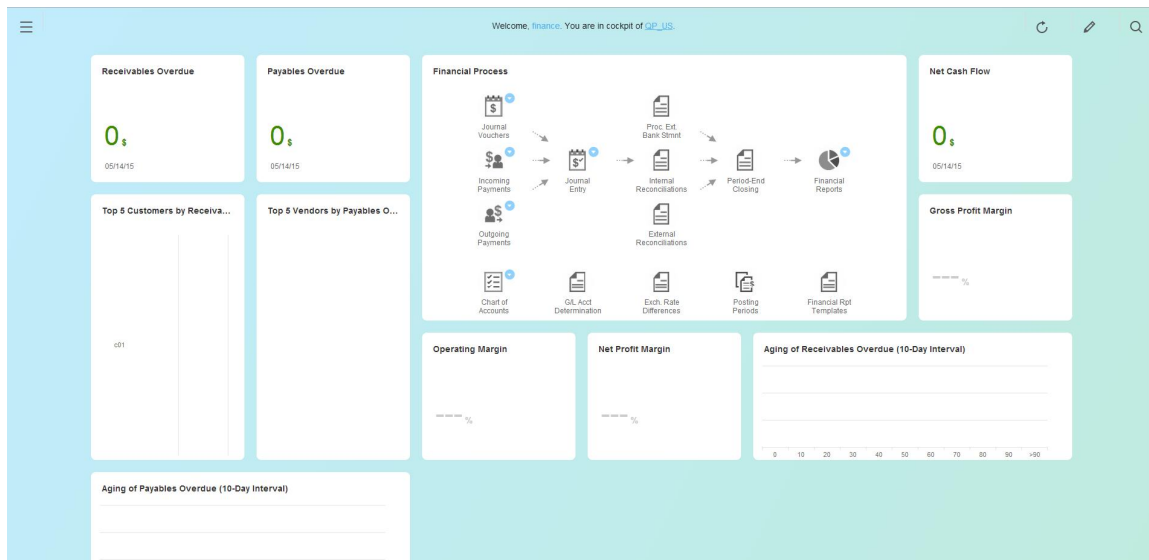 Welcome, finance. You are in cockpit of QP_US.
Receivables Overdue
0 $
05/14/15
Payables Overdue
0 $
05/14/15
Financial Process
Journal
Vouchers
Proc. Ext.
Bank Stmnt
Incoming
Payments
Journal
Entry
Internal
Reconciliations
Period-End
Closing
Financial
Reports
Outgoing
Payments
External
Reconciliations
Chart of
Accounts
G/L Acct
Determination
Exch. Rate
Differences
Posting
Periods
Financial Rpt
Templates
Net Cash Flow
0 $
05/14/15
Top 5 Customers by Receiva...
c01
Top 5 Vendors by Payables O...
Gross Profit Margin
--- %
Operating Margin
--- %
Net Profit Margin
--- %
Aging of Receivables Overdue (10-Day Interval)
0 10 20 30 40 50 60 70 80 90 >90
Aging of Payables Overdue (10-Day Interval)